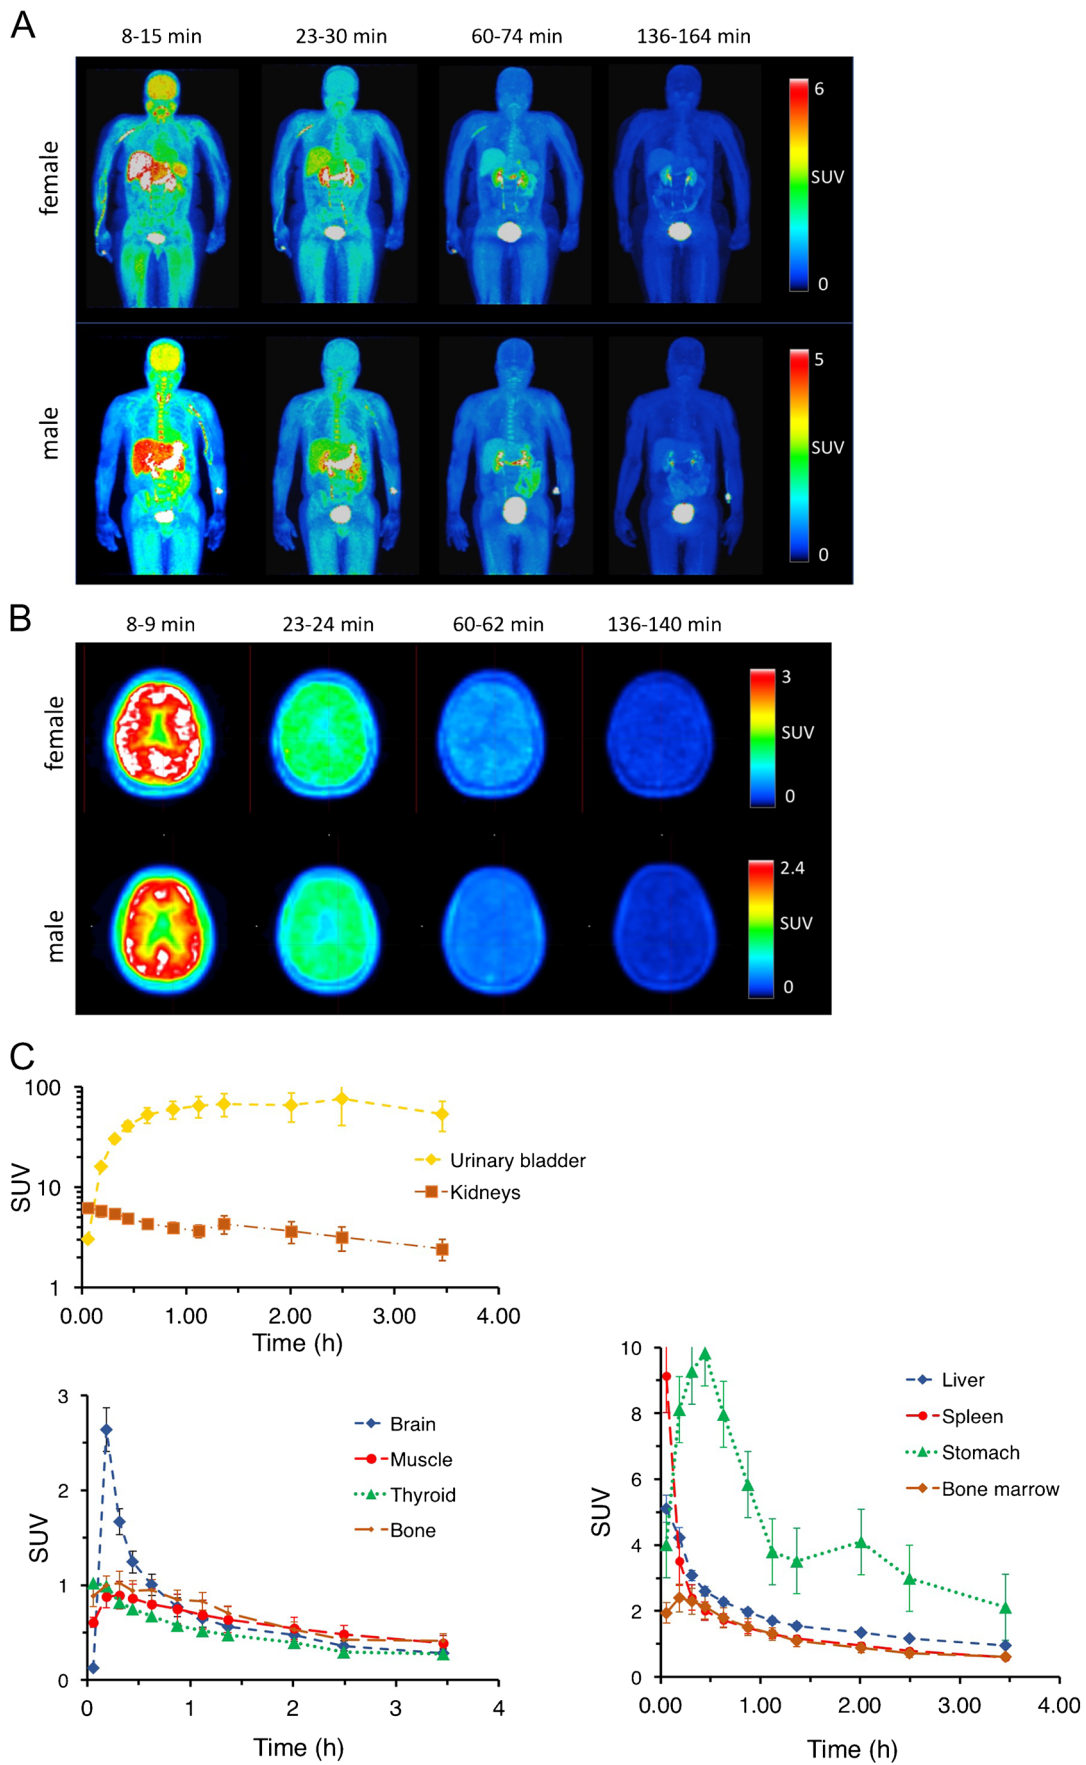 A
8-15 min 23-30 min 60-74 min 136-164 min
female
6
SUV
0
male
5
SUV
0
B
8-9 min 23-24 min 60-62 min 136-140 min
female
3
SUV
0
male
2.4
SUV
0
C
100
10
1
SUV
Urinary bladder
Kidneys
0.00 1.00 2.00 3.00 4.00
Time (h)
3
2
1
0
SUV
Brain
Muscle
Thyroid
Bone
0 1 2 3 4
Time (h)
10
8
6
4
2
0
SUV
Liver
Spleen
Stomach
Bone marrow
0.00 1.00 2.00 3.00 4.00
Time (h)